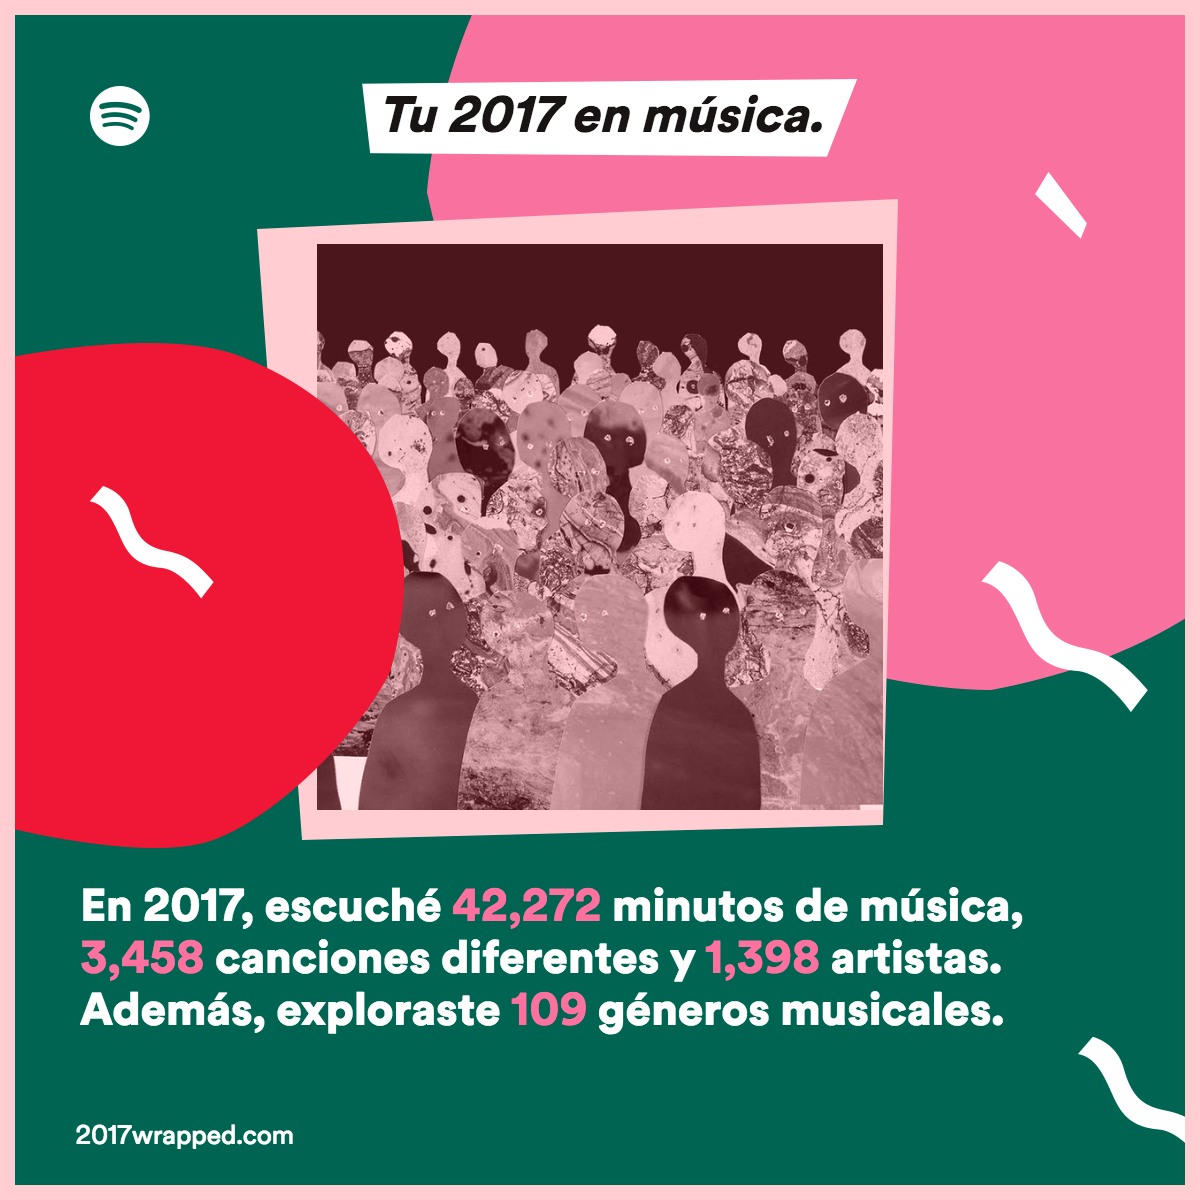 Tu 2017 en música.
En 2017, escuché 42,272 minutos de música,
3,458 canciones diferentes y 1,398 artistas.
Además, exploraste 109 géneros musicales.
2017wrapped.com